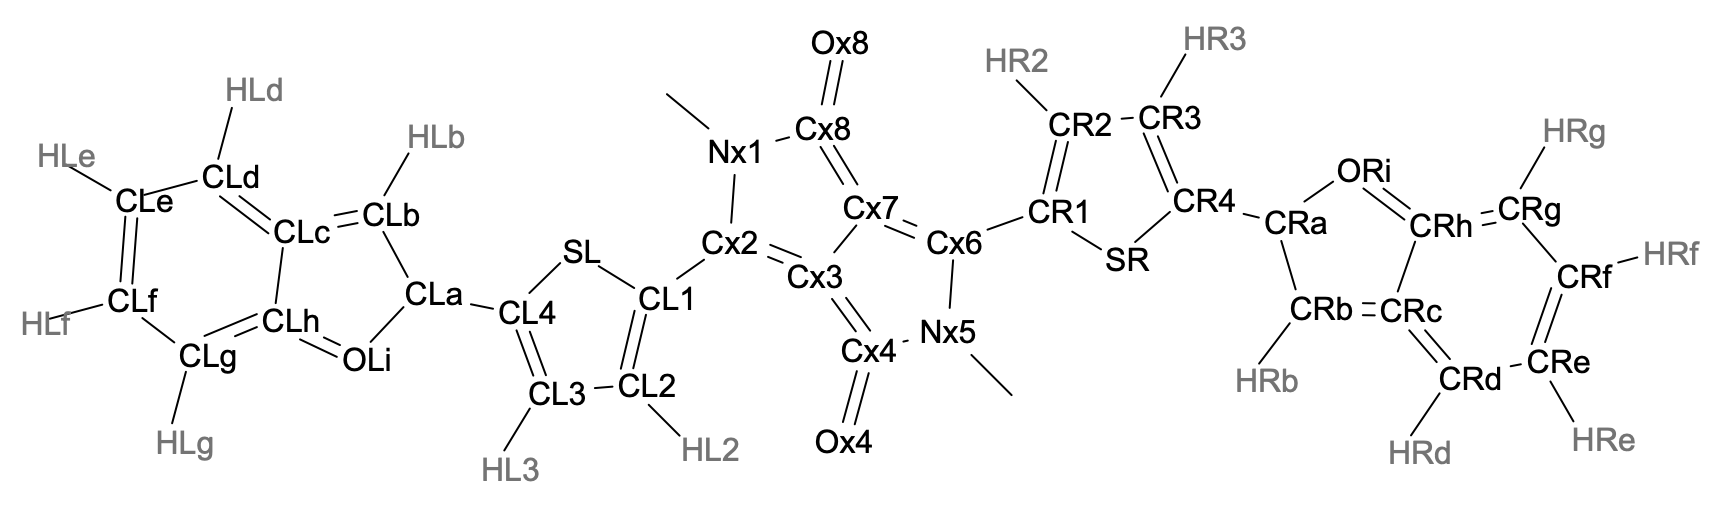 Ox8
HR3
HR2
HLd
Cx8
CR2
CR3
HRg
HLb
HLe
Nx1
ORi
CLd
CLe
CLb
Cx7
CR1
CR4
CRa
CRh
CRg
CLc
Cx2
Cx6
HRf
SL
SR
Cx3
CRf
CLf
CLa
CL1
HLf
CLh
CL4
CRb
CRc
Nx5
CLg
OLi
Cx4
CRe
CL3
CL2
HRb
CRd
HLg
HL3
HL2
Ox4
HRd
HRe